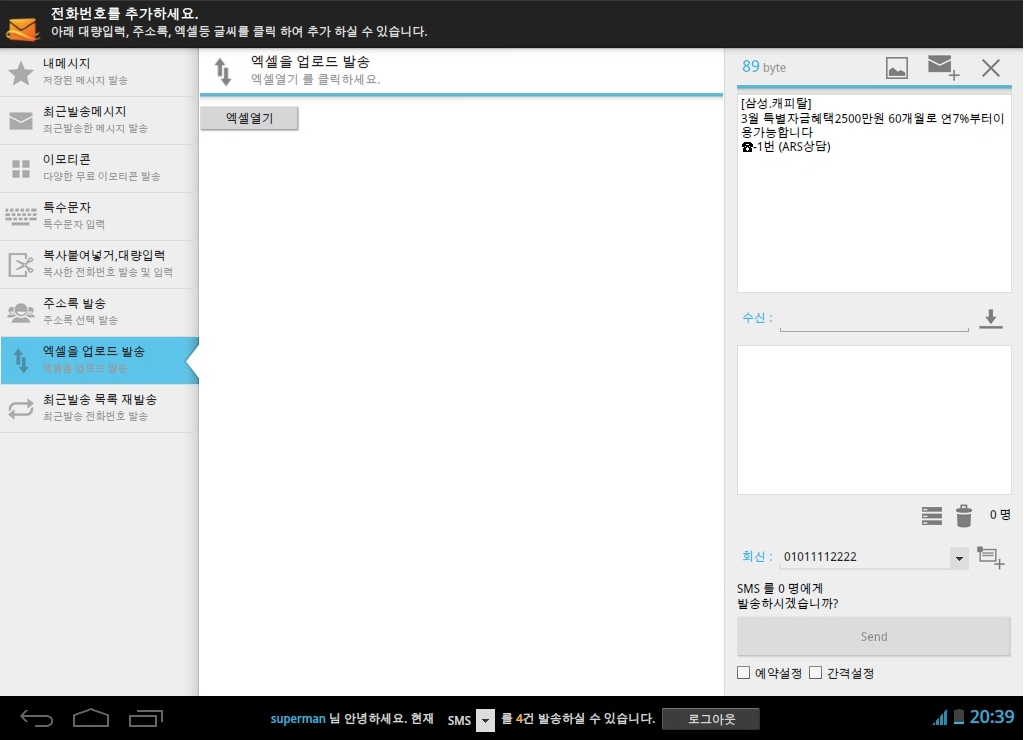 전화번호를 추가하세요.
아래 대량입력, 주소록, 엑셀등 글씨를 클릭 하여 추가 하실 수 있습니다.
내메시지
저장된 메시지 발송
최근발송메시지
최근발송한 메시지 발송
이모티콘
다양한 무료 이모티콘 발송
특수문자
특수문자 입력
복사붙여넣거,대량입력
복사한 전화번호 발송 및 입력
주소록 발송
주소록 선택 발송
엑셀을 업로드 발송
엑셀을 업로드 발송
최근발송 목록 재발송
최근발송 전화번호 발송
엑셀을 업로드 발송
엑셀열기 를 클릭하세요.
엑셀열기
89 byte
[삼성.캐피탈]
3월 특별자금혜택2500만원 60개월로 연7%부터이
용가능합니다
☎-1번 (ARS상담)
수신 :
0 명
회신 : 01011112222
SMS 를 0 명에게
발송하시겠습니까?
Send
예약설정 간격설정
superman 님 안녕하세요. 현재 SMS 를 4건 발송하실 수 있습니다. 로그아웃
20:39